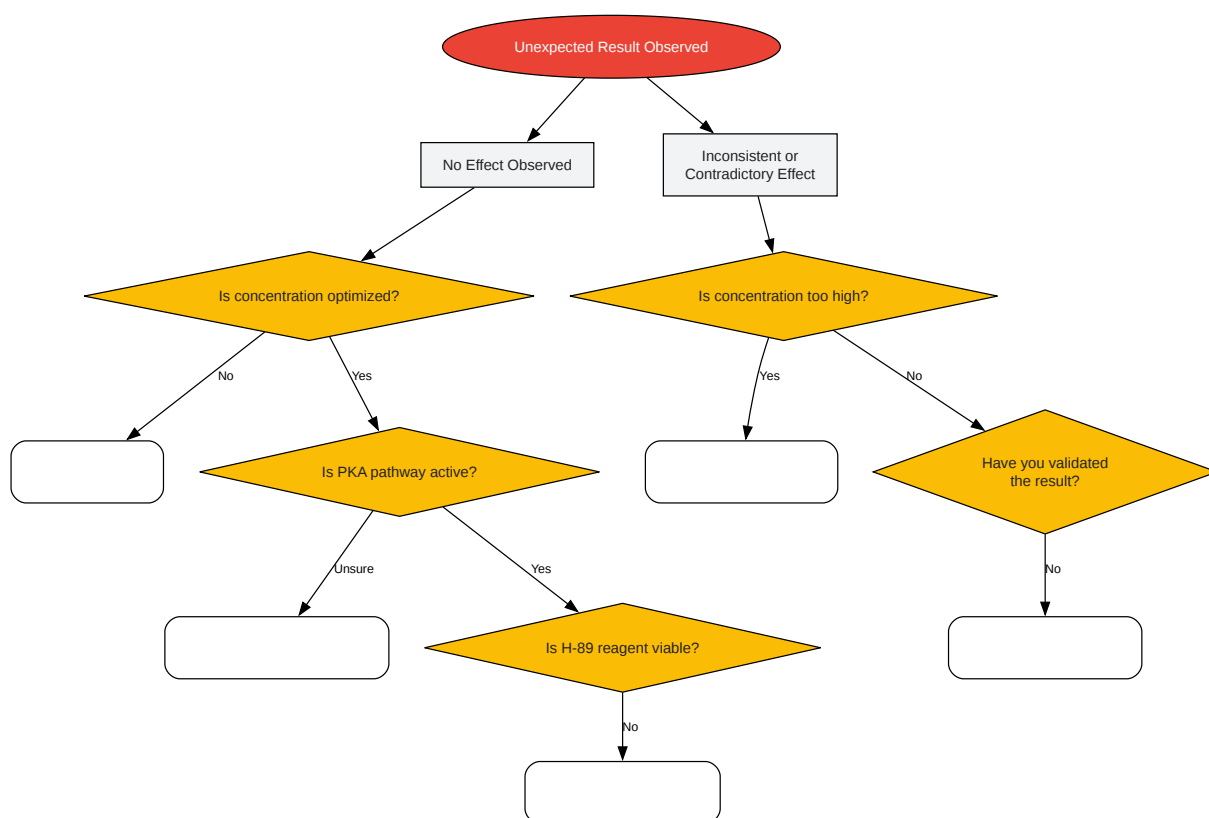 Unexpected Result Observed
No Effect Observed
Inconsistent or
Contradictory Effect
Is concentration optimized?
Is concentration too high?
No
Yes
Yes
No
Is PKA pathway active?
Have you validated
the result?
Unsure
Yes
No
Is H-89 reagent viable?
No